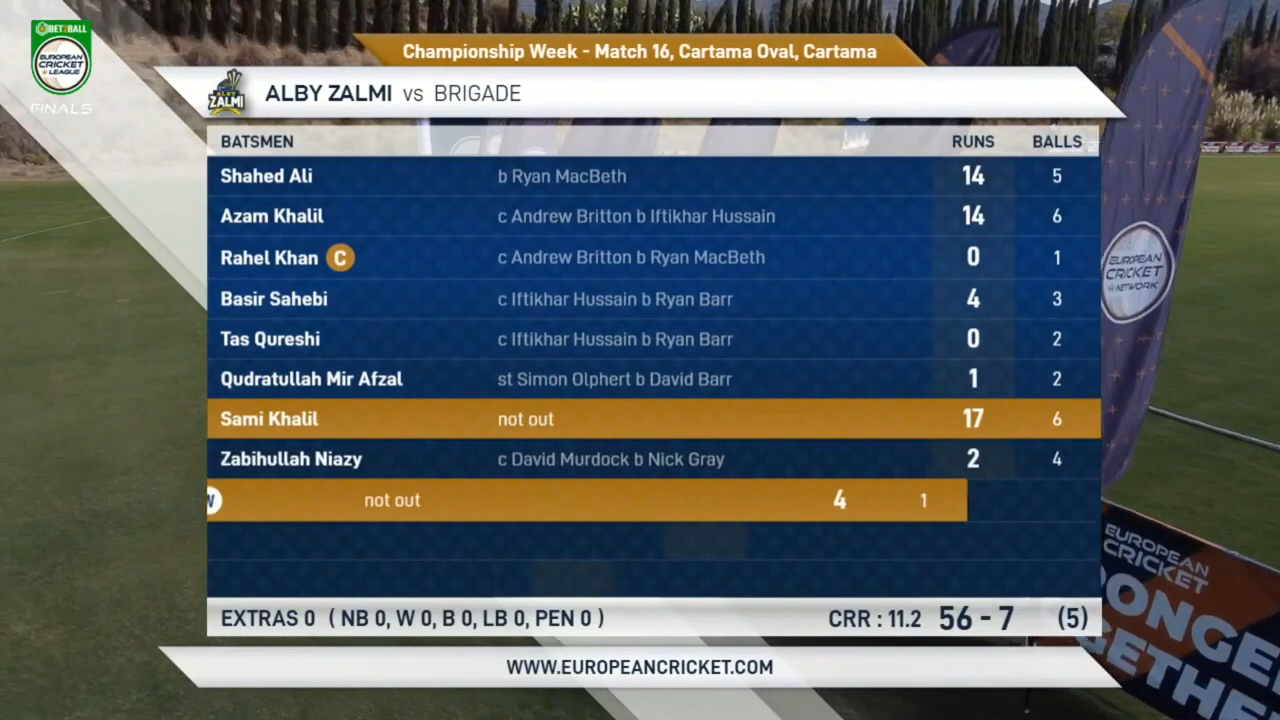 BET2BALL
EUROPEAN
CRICKET
LEAGUE
FINALS
Championship Week - Match 16, Cartama Oval, Cartama
ALBY ZALMI
ALBY ZALMI vs BRIGADE
BATSMEN RUNS BALLS
Shahed Ali b Ryan MacBeth 14 5
Azam Khalil c Andrew Britton b Iftikhar Hussain 14 6
Rahel Khan C c Andrew Britton b Ryan MacBeth 0 1
Basir Sahebi c Iftikhar Hussain b Ryan Barr 4 3
Tas Qureshi c Iftikhar Hussain b Ryan Barr 0 2
Qudratullah Mir Afzal st Simon Olphert b David Barr 1 2
Sami Khalil not out 17 6
Zabihullah Niazy c David Murdock b Nick Gray 2 4
not out 4 1
EXTRAS 0 ( NB 0, W 0, B 0, LB 0, PEN 0 ) CRR : 11.2 56 - 7 (5)
WWW.EUROPEANCRICKET.COM
EUROPEAN
CRICKET
NETWORK
EUROPEAN
CRICKET